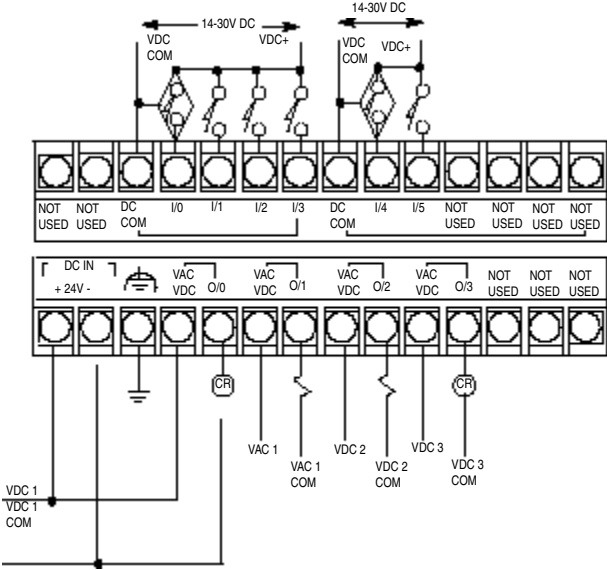 14-30V DC
14-30V DC
VDC
COM
VDC+
VDC
COM
VDC+
NOT
USED
NOT
USED
DC
COM
I/0
I/1
I/2
I/3
DC
COM
I/4
I/5
NOT
USED
NOT
USED
NOT
USED
NOT
USED
DC IN
+ 24V -
VAC
VDC
O/0
VAC
VDC
O/1
VAC
VDC
O/2
VAC
VDC
O/3
NOT
USED
NOT
USED
NOT
USED
CR
CR
VAC 1
VAC 1
COM
VDC 2
VDC 2
COM
VDC 3
VDC 3
COM
VDC 1
VDC 1
COM